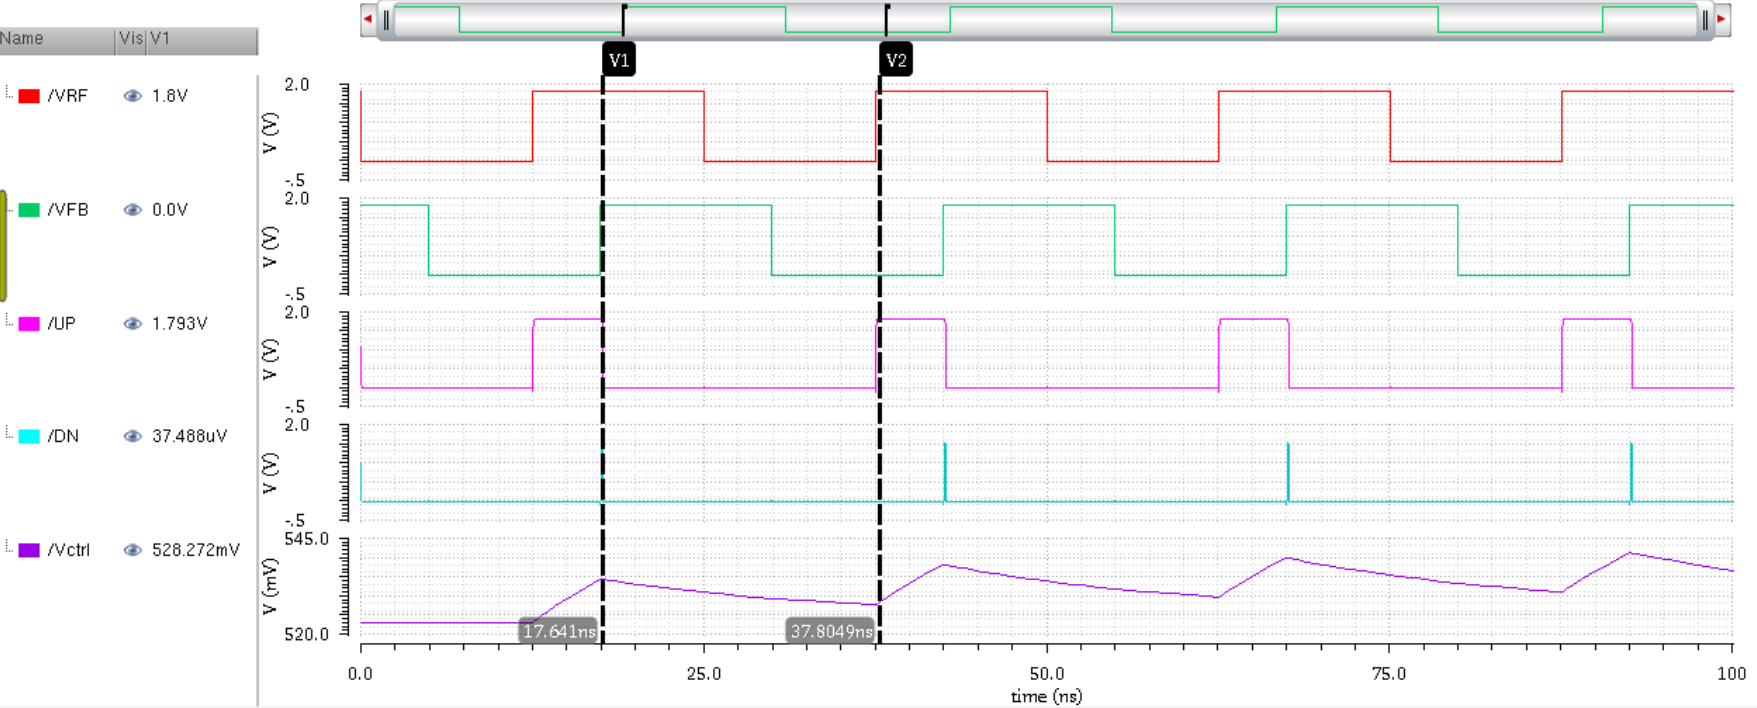 Name Vis V1
V1 V2
/VRF 1.8V
2.0
V (V)
-.5
/VFB 0.0V
2.0
V (V)
-.5
/UP 1.793V
2.0
V (V)
-.5
/DN 37.488uV
2.0
V (V)
-.5
/Vctrl 528.272mV
545.0
V (mV)
520.0
17.641ns 37.8049ns
0.0 25.0 50.0 75.0 100
time (ns)